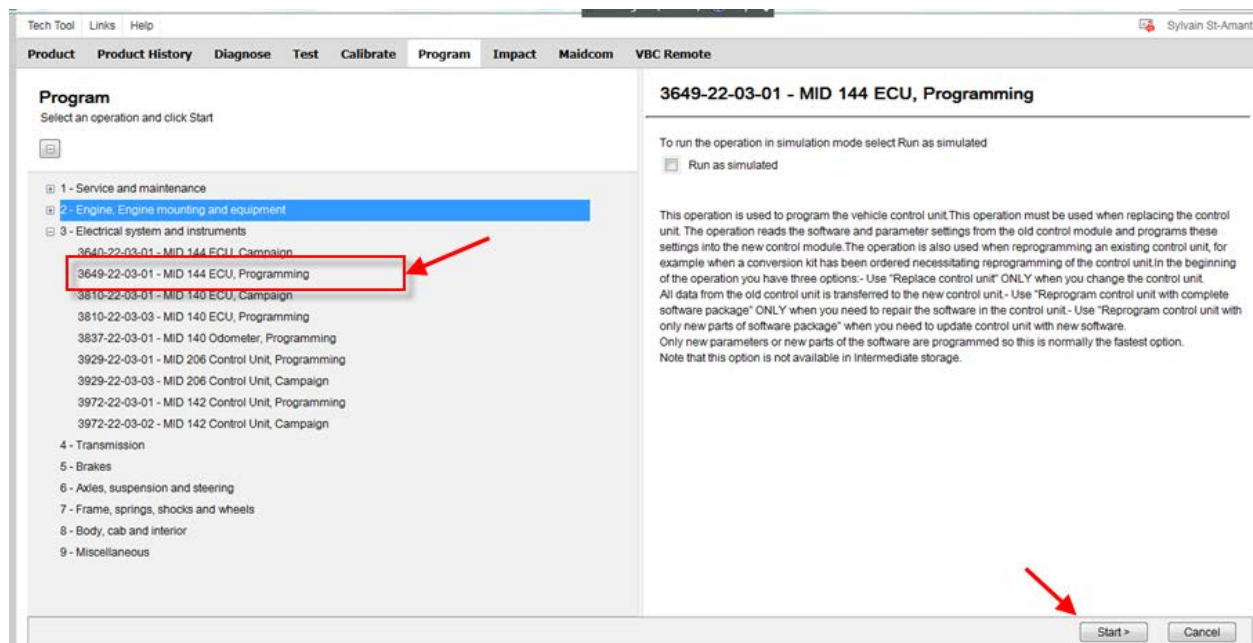 Tech Tool Links Help
Sylvain St-Amant
Product Product History Diagnose Test Calibrate Program Impact Maidcom VBC Remote
Program
Select an operation and click Start
1 - Service and maintenance
2 - Engine, Engine mounting and equipment
3 - Electrical system and instruments
3640-22-03-01 - MID 144 ECU, Campaign
3649-22-03-01 - MID 144 ECU, Programming
3810-22-03-01 - MID 140 ECU, Campaign
3810-22-03-03 - MID 140 ECU, Programming
3837-22-03-01 - MID 140 Odometer, Programming
3929-22-03-01 - MID 206 Control Unit, Programming
3929-22-03-03 - MID 206 Control Unit, Campaign
3972-22-03-01 - MID 142 Control Unit, Programming
3972-22-03-02 - MID 142 Control Unit, Campaign
4 - Transmission
5 - Brakes
6 - Axles, suspension and steering
7 - Frame, springs, shocks and wheels
8 - Body, cab and interior
9 - Miscellaneous
3649-22-03-01 - MID 144 ECU, Programming
To run the operation in simulation mode select Run as simulated
Run as simulated
This operation is used to program the vehicle control unit.This operation must be used when replacing the control
unit. The operation reads the software and parameter settings from the old control module and programs these
settings into the new control module.The operation is also used when reprogramming an existing control unit, for
example when a conversion kit has been ordered necessitating reprogramming of the control unit.In the beginning
of the operation you have three options:- Use "Replace control unit" ONLY when you change the control unit.
All data from the old control unit is transferred to the new control unit.- Use "Reprogram control unit with complete
software package" ONLY when you need to repair the software in the control unit.- Use "Reprogram control unit with
only new parts of software package" when you need to update control unit with new software.
Only new parameters or new parts of the software are programmed so this is normally the fastest option.
Note that this option is not available in Intermediate storage.
Start > Cancel